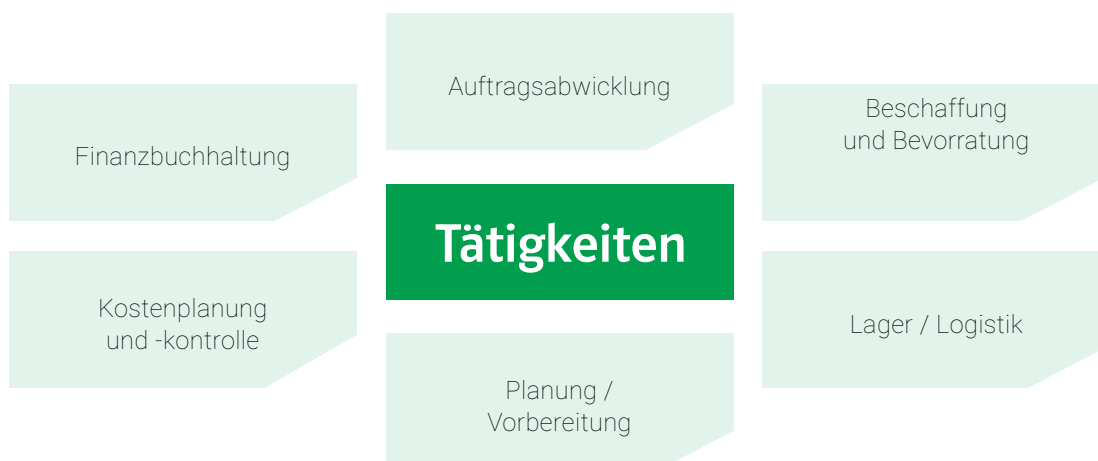 Auftragsabwicklung
Finanzbuchhaltung
Beschaffung
und Bevorratung
Tätigkeiten
Kostenplanung
und -kontrolle
Lager / Logistik
Planung /
Vorbereitung